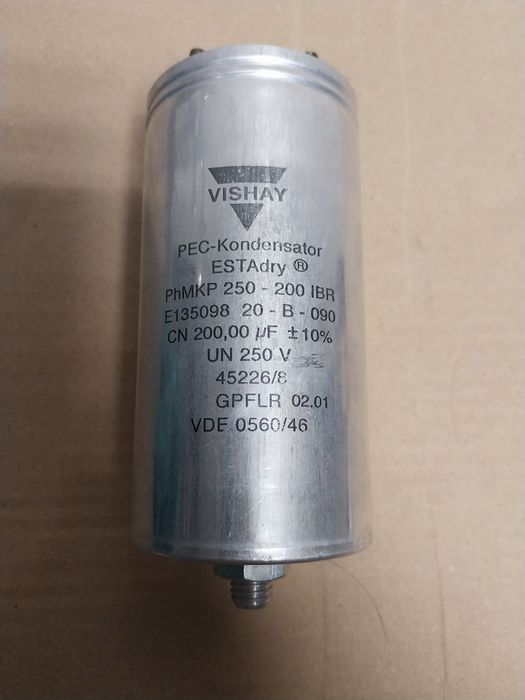 VISHAY
PEC-Kondensator
ESTAdry ®
PhMKP 250 - 200 IBR
E135098 20 - B - 090
CN 200,00 µF ±10%
UN 250 V
45226/8
GPFLR 02.01
VDE 0560/46